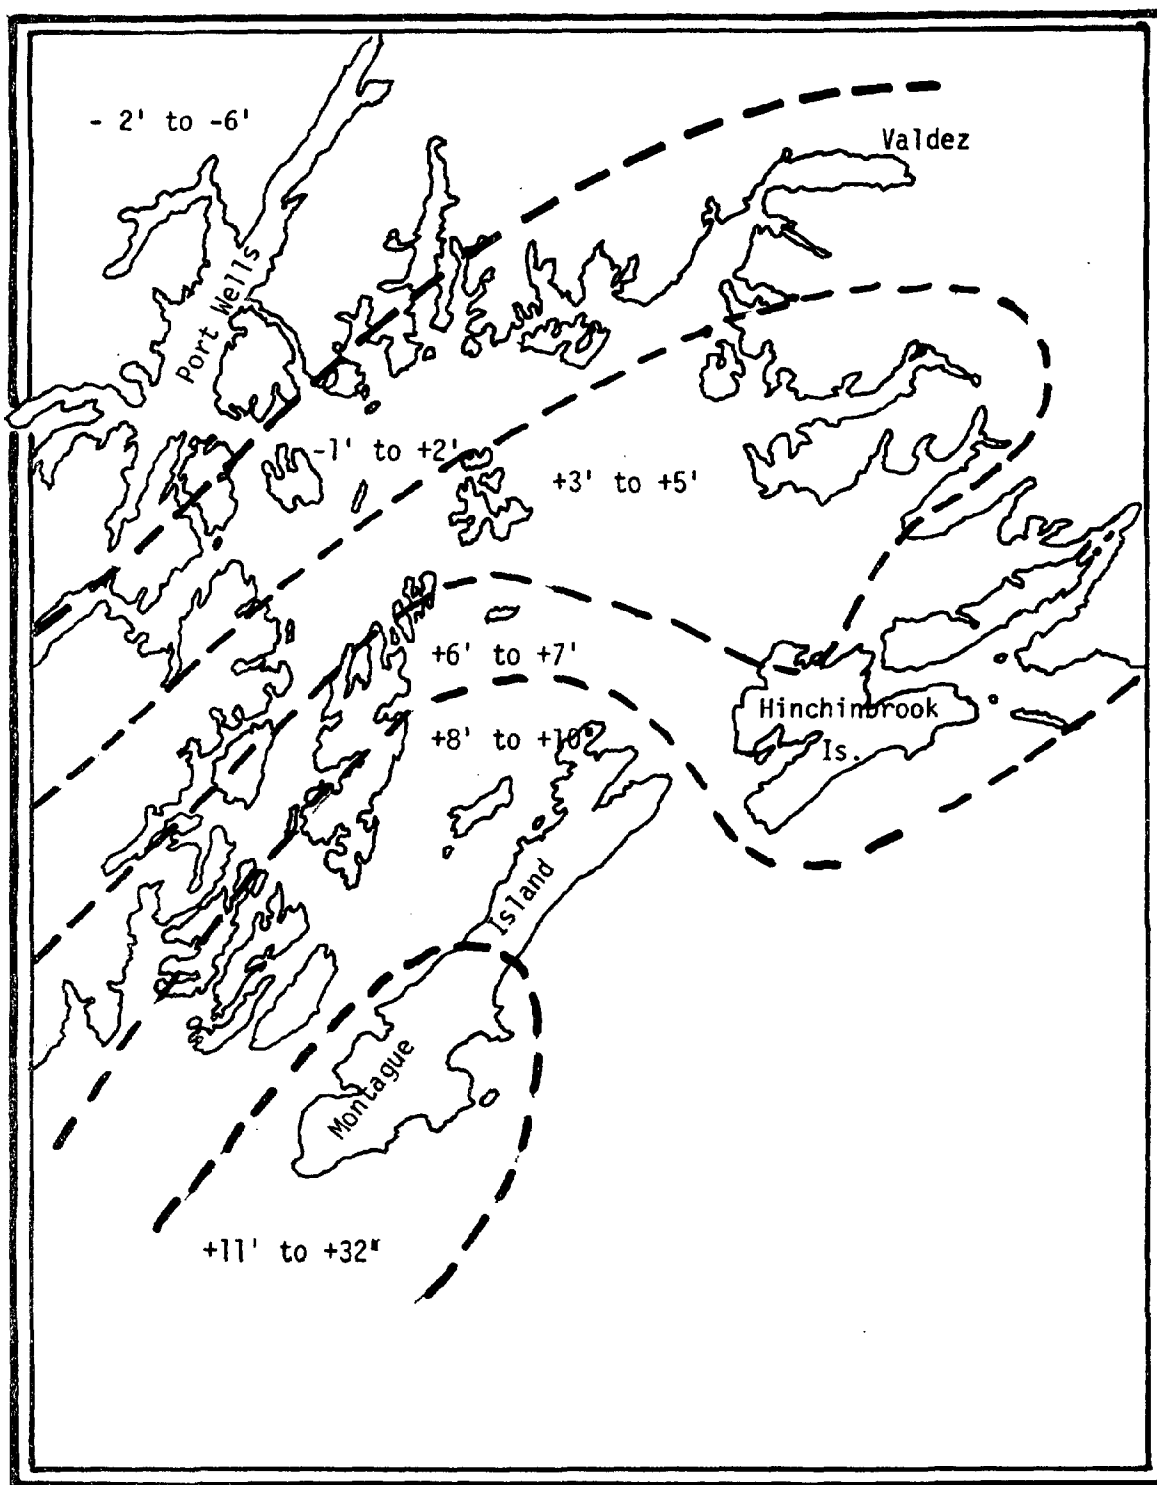 - 2' to -6'
Valdez
Port Wells
-1' to +2'
+3' to +5'
+6' to +7'
Hinchinbrook
Is.
+8' to +10'
Island
Montague
+11' to +32'